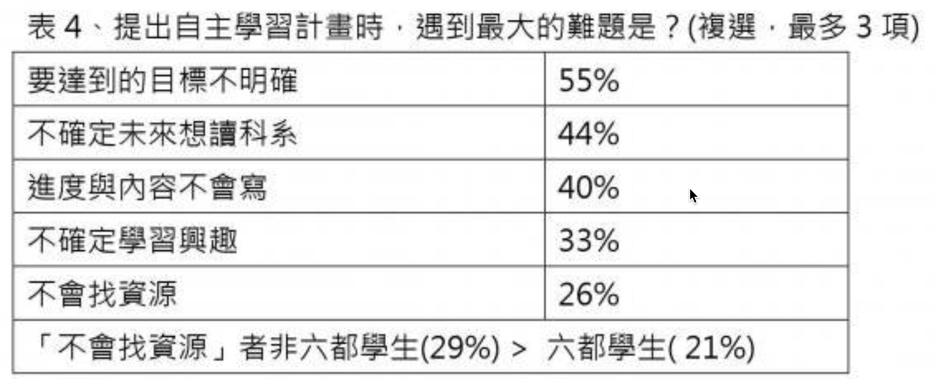 表 4、提出自主學習計畫時，遇到最大的難題是？(複選，最多 3 項)
要達到的目標不明確 55%
不確定未來想讀科系 44%
進度與內容不會寫 40%
不確定學習興趣 33%
不會找資源 26%
「不會找資源」者非六都學生(29%) > 六都學生( 21%)